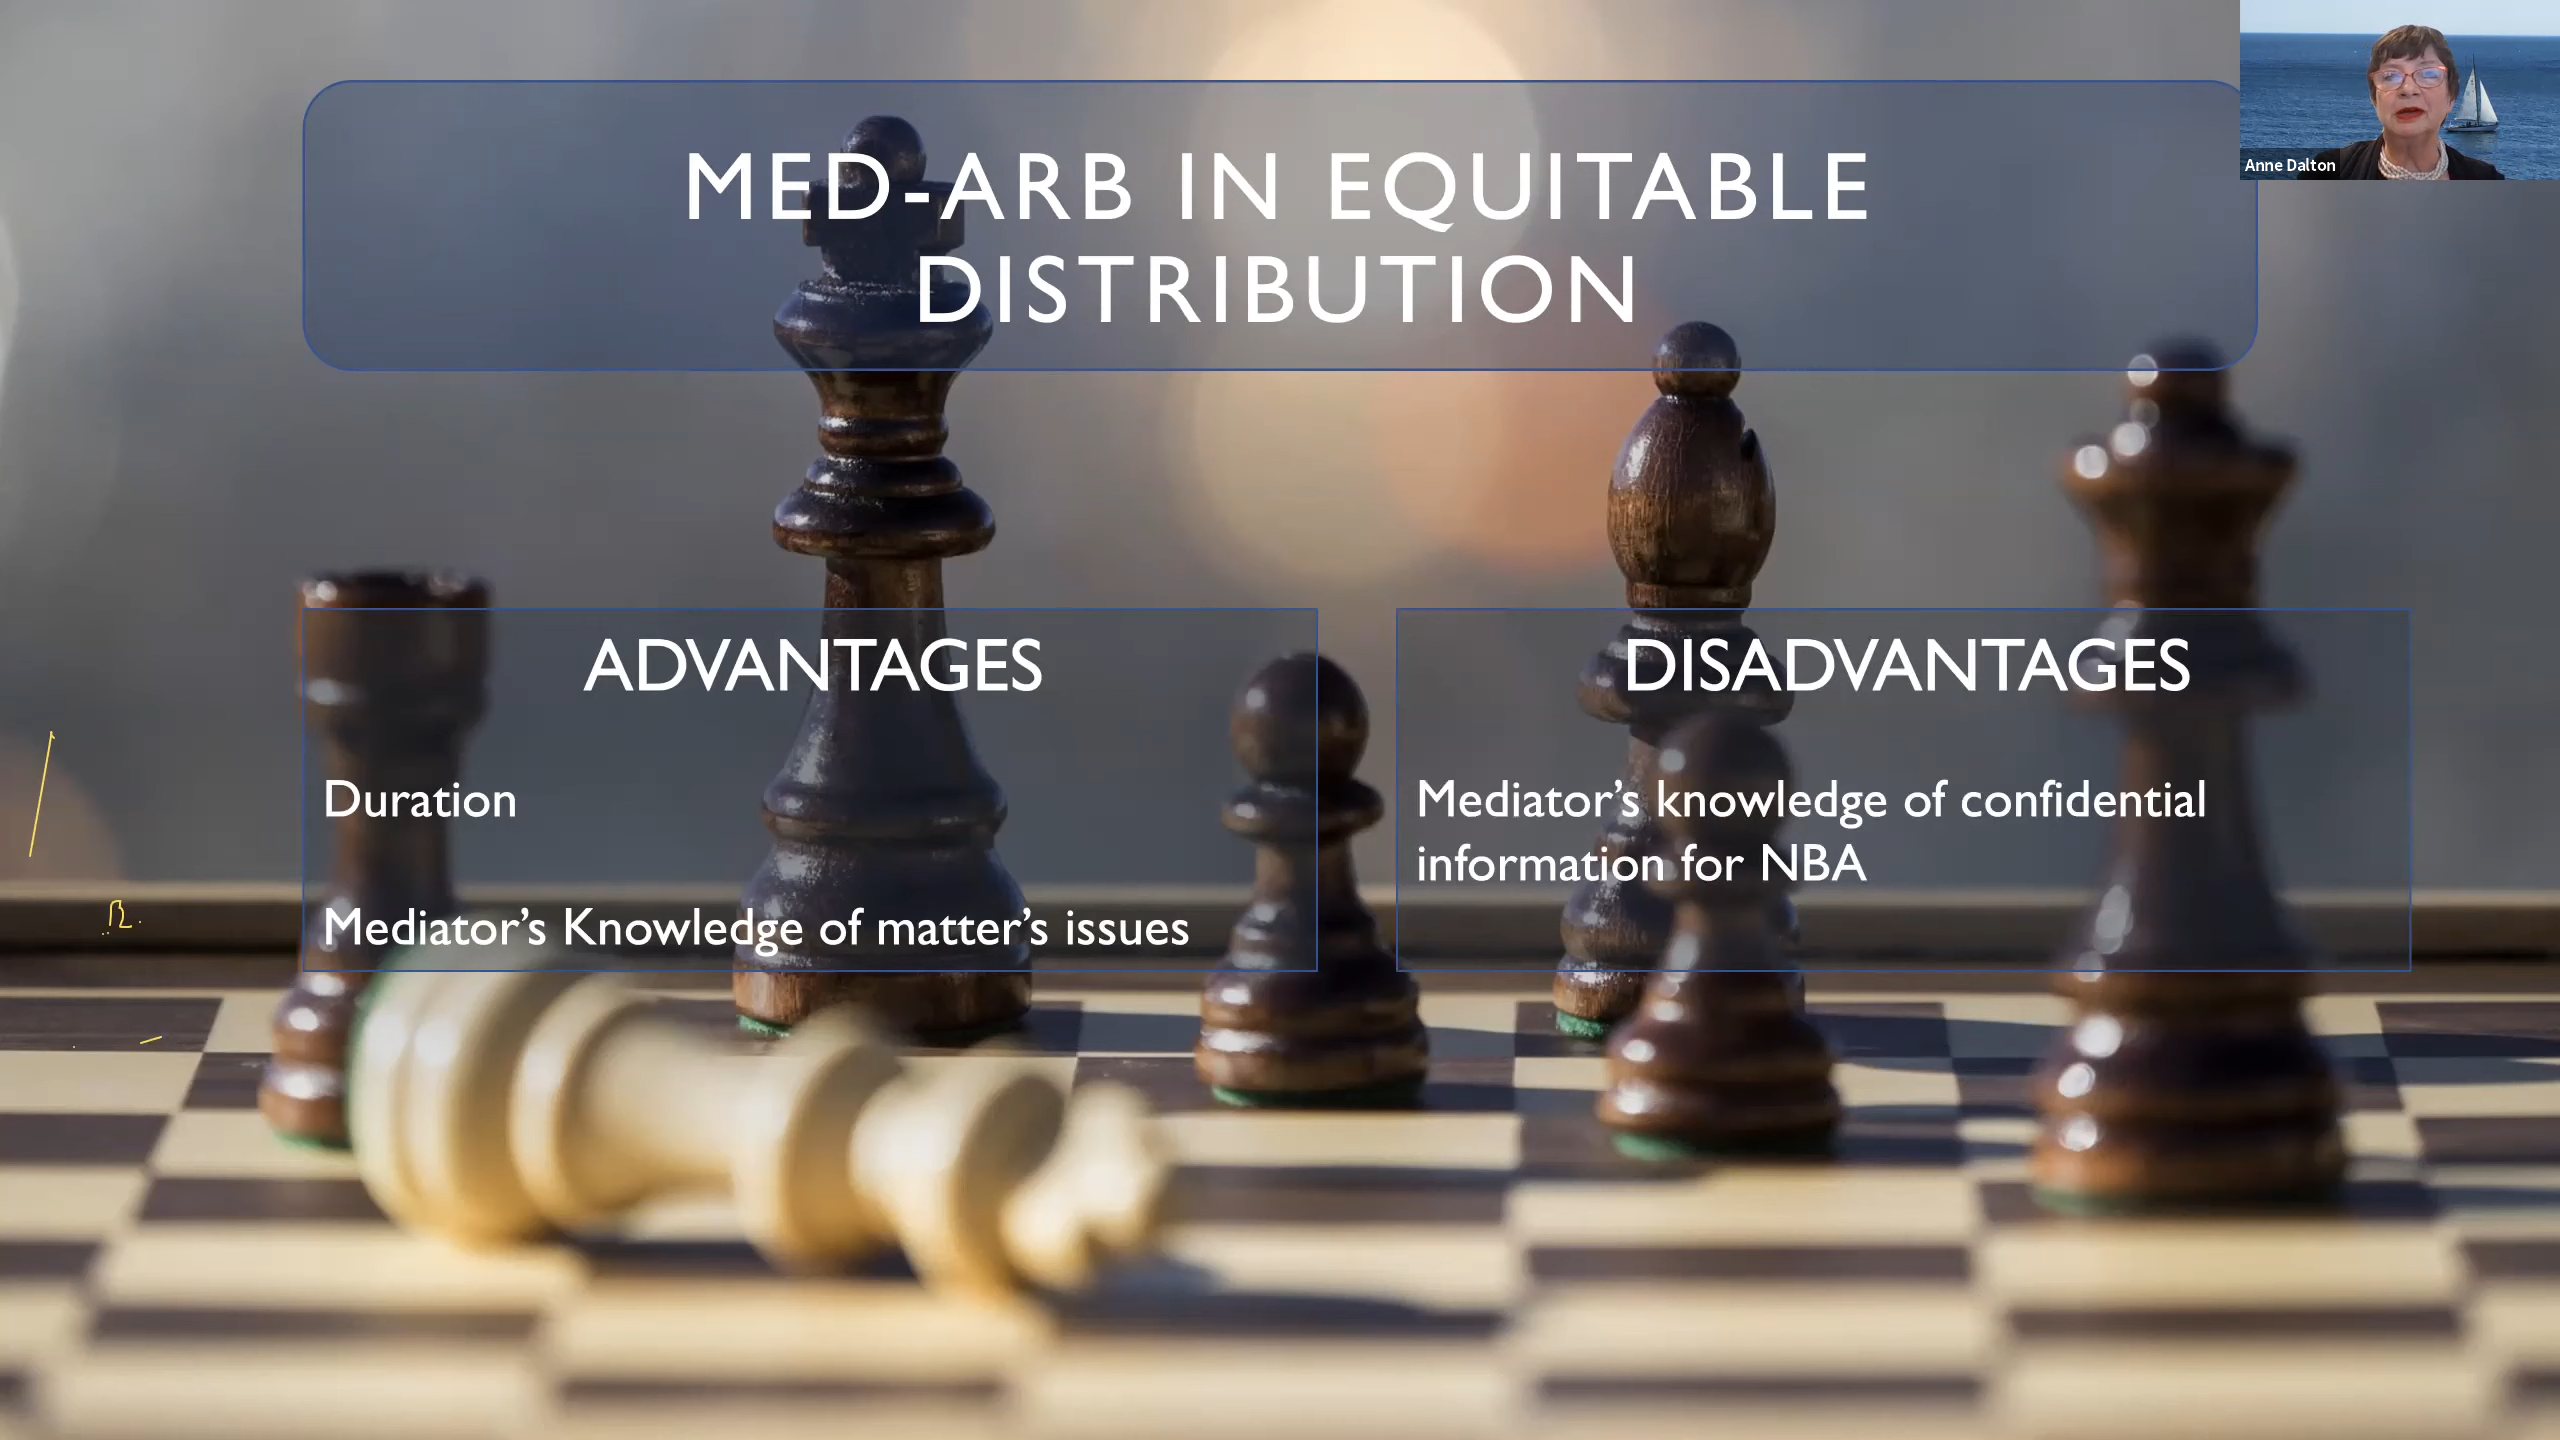 MED-ARB IN EQUITABLE
DISTRIBUTION
Anne Dalton
ADVANTAGES
Duration
Mediator’s Knowledge of matter’s issues
DISADVANTAGES
Mediator’s knowledge of confidential
information for NBA